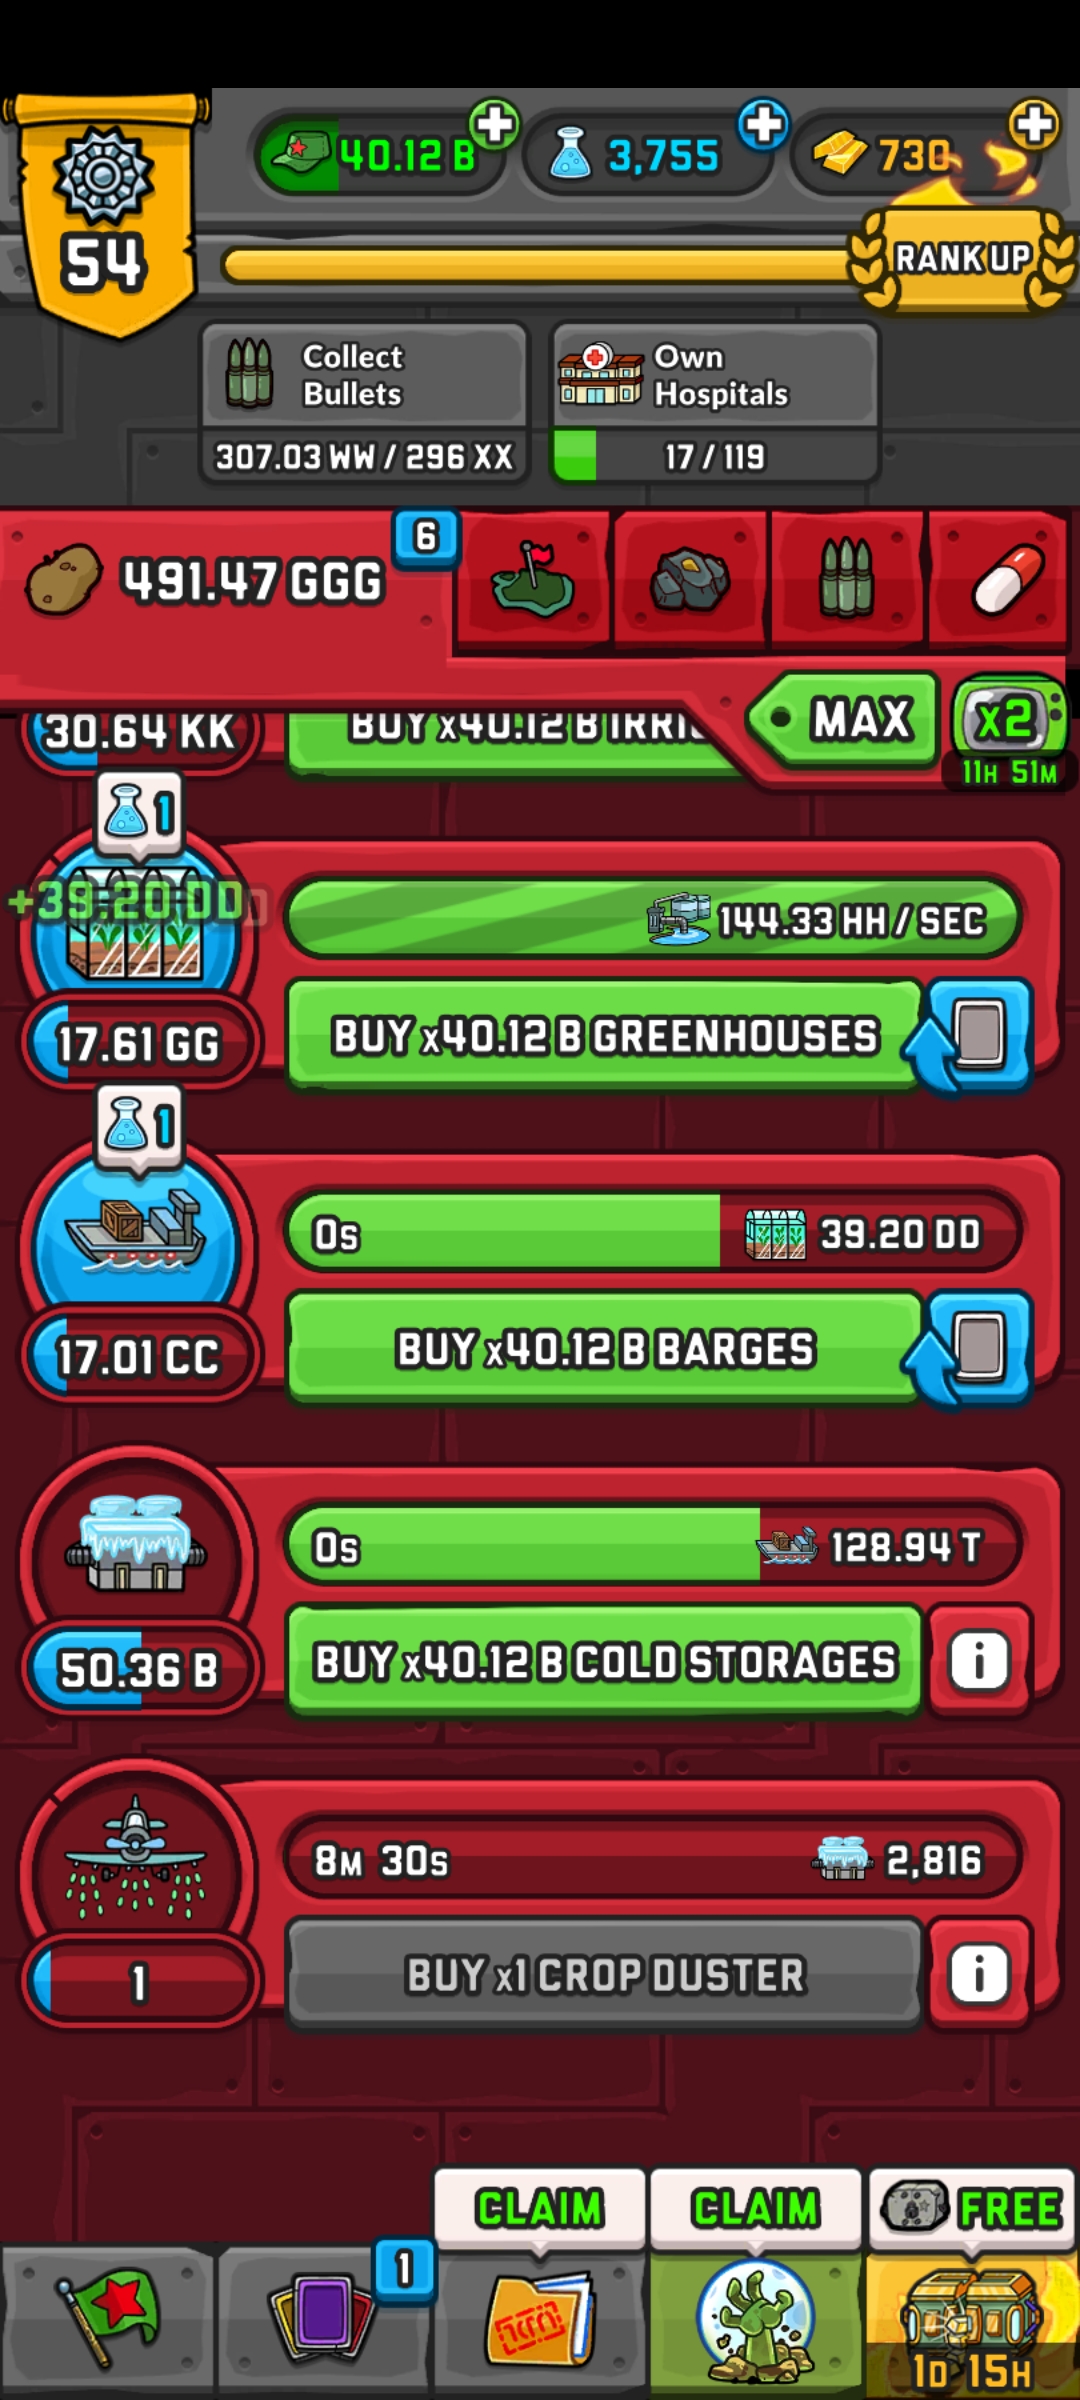 40.12 B
3,755
730
54
RANK UP
Collect
Bullets
307.03 WW / 296 XX
Own
Hospitals
17 / 119
491.47 GGG
6
MAX
x2
11H 51M
30.64 KK
BUY x40.12 B
1
+39.20 DD
144.33 HH / SEC
17.61 GG
BUY x40.12 B GREENHOUSES
1
0s
39.20 DD
17.01 CC
BUY x40.12 B BARGES
0s
128.94 T
50.36 B
BUY x40.12 B COLD STORAGES
i
8M 30s
2,816
1
BUY x1 CROP DUSTER
i
CLAIM
CLAIM
FREE
1
1D 15H